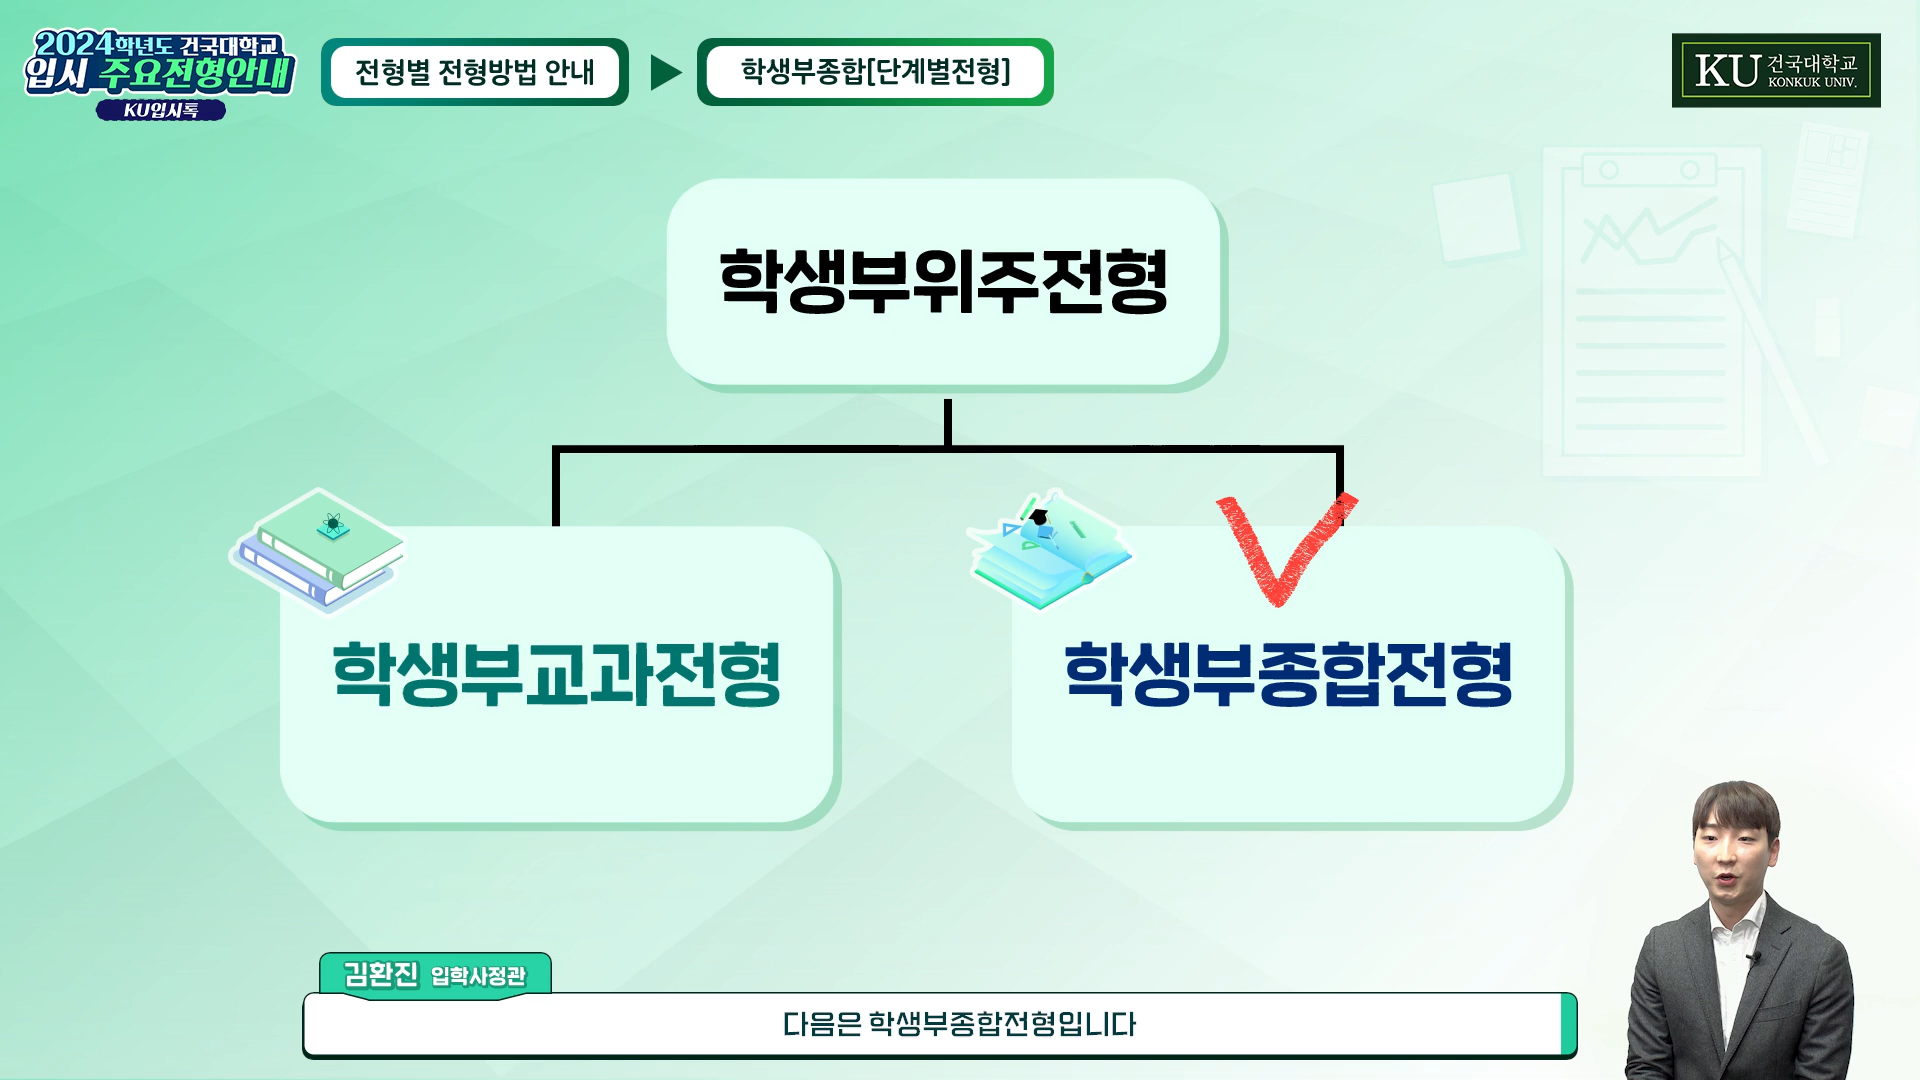 2024학년도 건국대학교
입시 주요전형안내
KU입시톡
전형별 전형방법 안내
학생부종합[단계별전형]
KU 건국대학교
KONKUK UNIV.
학생부위주전형
학생부교과전형
학생부종합전형
김환진 입학사정관
다음은 학생부종합전형입니다